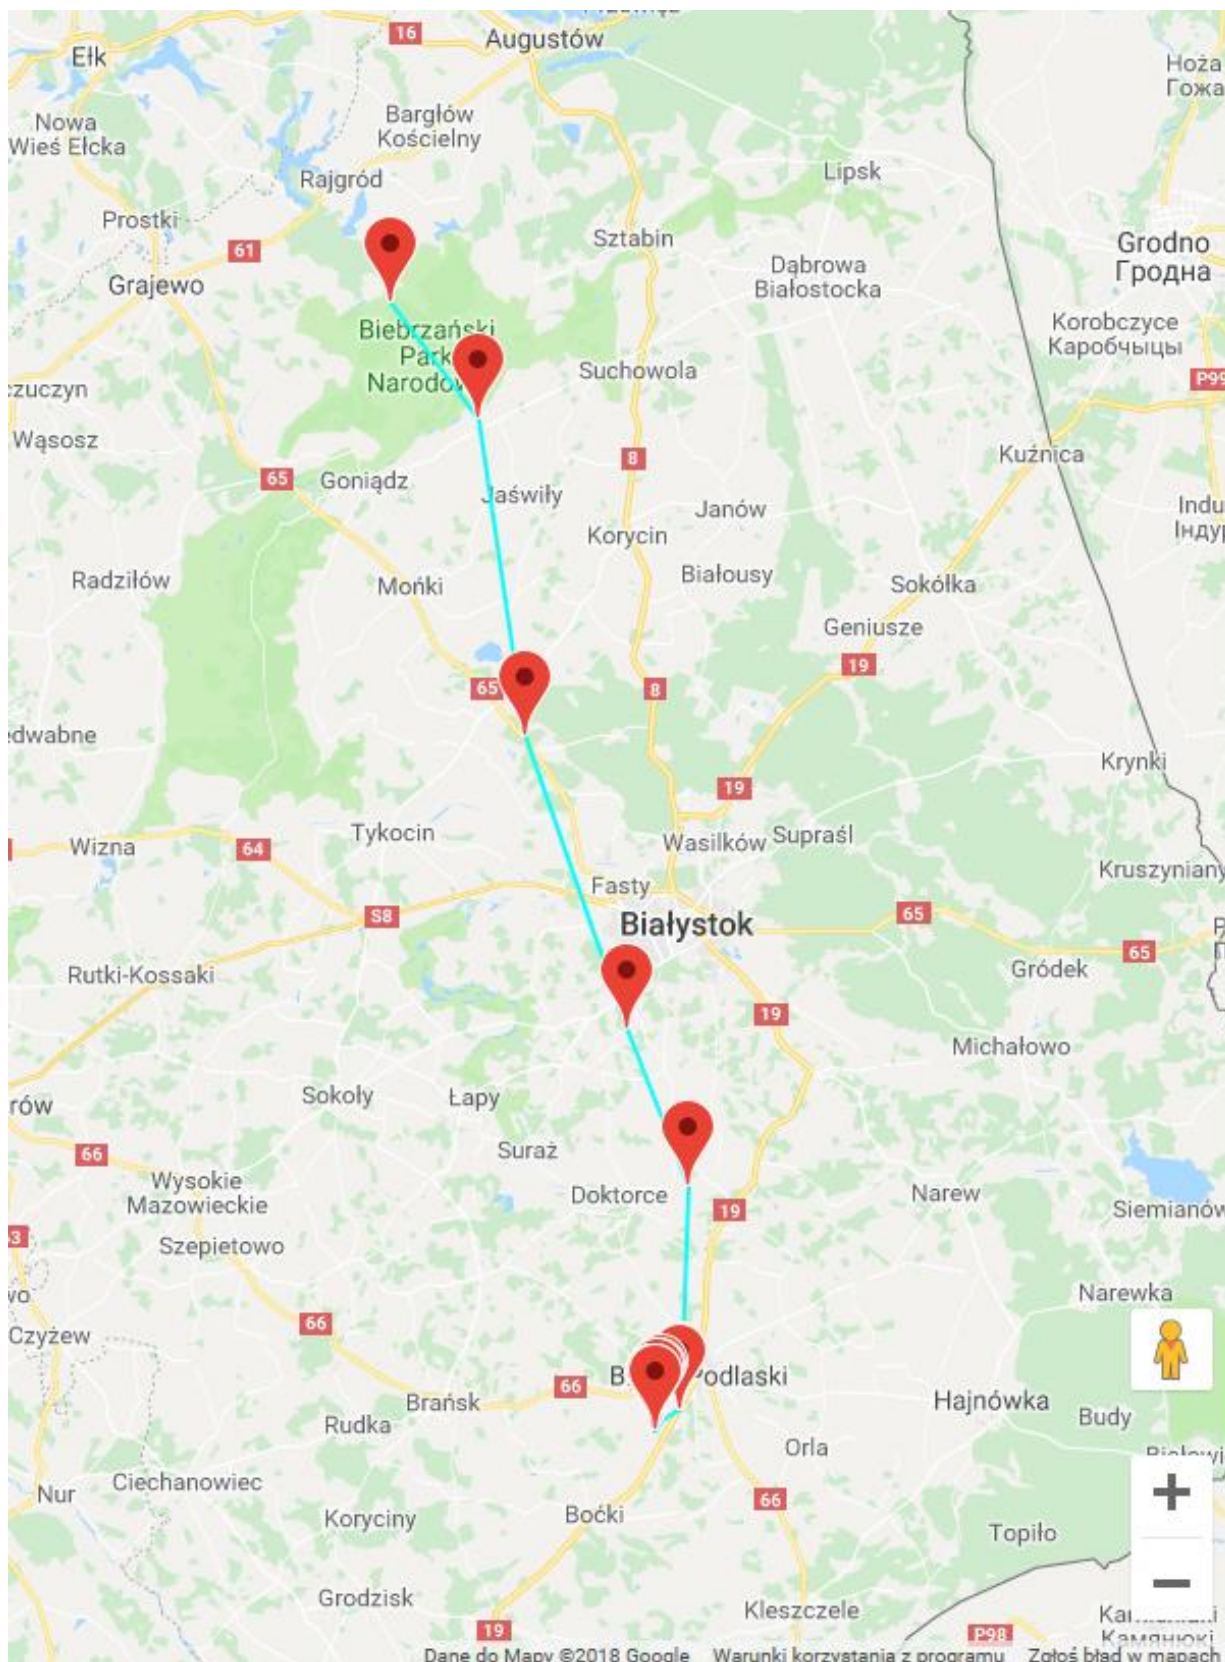 16
Augustów
Ełk
Hoża
Гожа
Nowa
Wieś Ełcka
Bargłów
Kościelny
Rajgród
Lipsk
Prostki
Sztabin
61
Grodno
Гродна
Grajewo
Dąbrowa
Białostocka
Biebrzański
Park
Narodow
Korobczyce
Каробчыцы
Suchowola
P99
czuczyn
Wąsosz
8
Kuźnica
65
Goniądz
Jaświły
Janów
Indu
Індур
Korycin
Radziłów
Mońki
Białousy
Sokółka
Geniusze
19
65
8
edwabne
Krynki
19
Tykocin
Wizna
64
Wasilków
Supraśl
Kruszyniany
Fasty
S8
Białystok
65
65
Rutki-Kossaki
Gródek
19
Michałowo
rów
Sokoły
Łapy
66
Suraż
Wysokie
Mazowieckie
Doktorce
Narew
19
Siemianów
Szepietowo
Narewka
wo
66
Czyżew
B
Podlaski
66
Brańsk
Hajnówka
Budy
Rudka
Orla
Ciechanowiec
Nur
66
Boćki
Koryciny
Topiło
Grodzisk
Kleszczele
19
P98
Dane do Mapy ©2018 Google Warunki korzystania z programu Zgłoś błąd w mapach